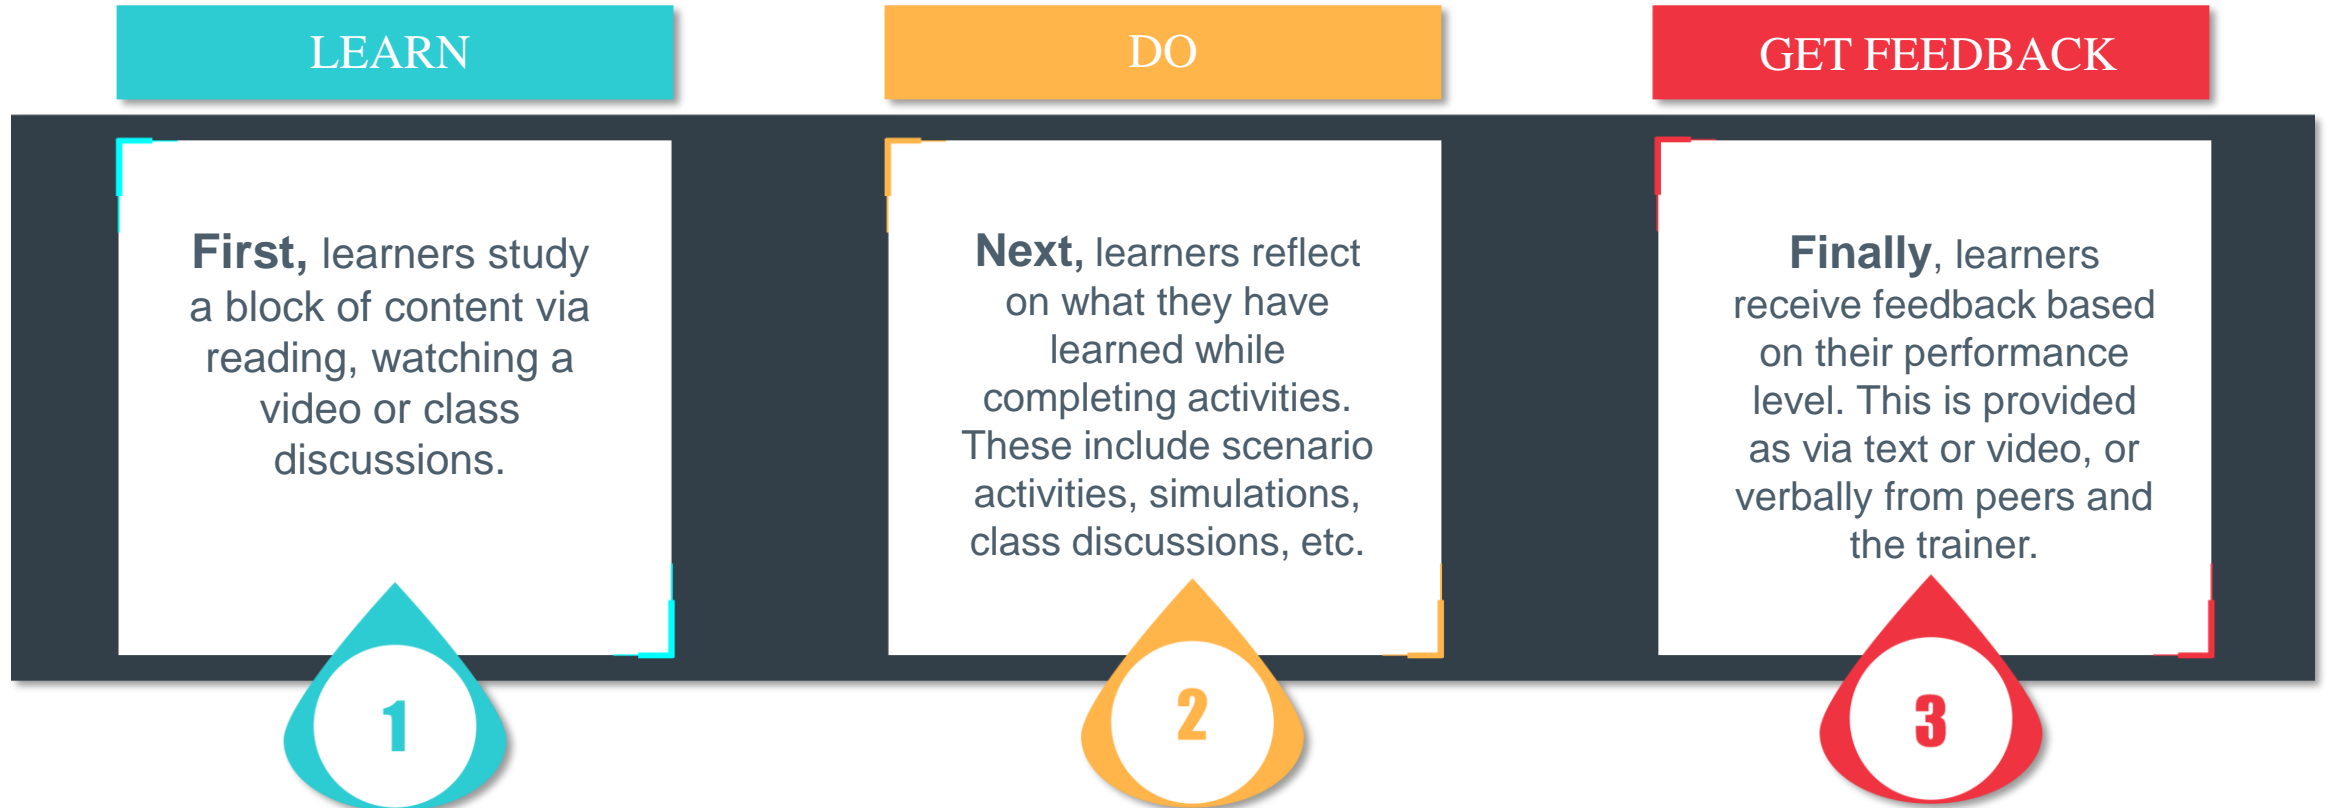 LEARN
First, learners study
a block of content via
reading, watching a
video or class
discussions.
1
DO
Next, learners reflect
on what they have
learned while
completing activities.
These include scenario
activities, simulations,
class discussions, etc.
2
GET FEEDBACK
Finally, learners
receive feedback based
on their performance
level. This is provided
as via text or video, or
verbally from peers and
the trainer.
3